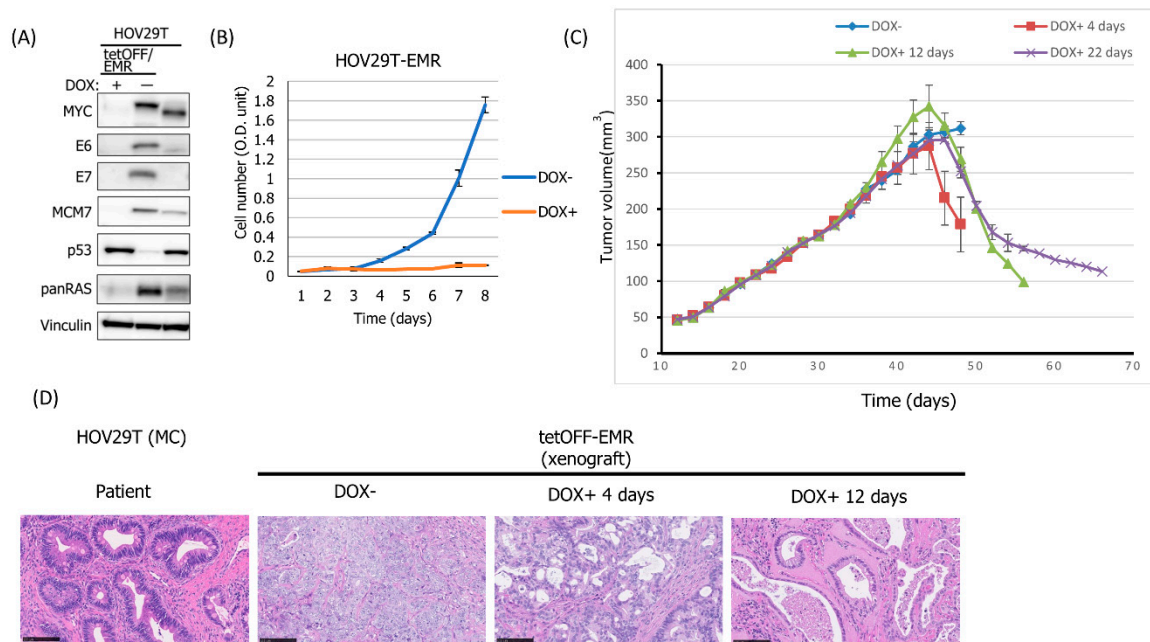 (A)
HOV29T
tetOFF/
EMR
DOX: + —
MYC
E6
E7
MCM7
p53
panRAS
Vinculin
(B)
HOV29T-EMR
Cell number (O.D. unit)
2
1.8
1.6
1.4
1.2
1
0.8
0.6
0.4
0.2
0
1 2 3 4 5 6 7 8
Time (days)
DOX-
DOX+
(C)
DOX-
DOX+ 4 days
DOX+ 12 days
DOX+ 22 days
Tumor volume(mm³)
400
350
300
250
200
150
100
50
0
10 20 30 40 50 60 70
Time (days)
(D)
HOV29T (MC)
tetOFF-EMR
(xenograft)
Patient
DOX-
DOX+ 4 days
DOX+ 12 days